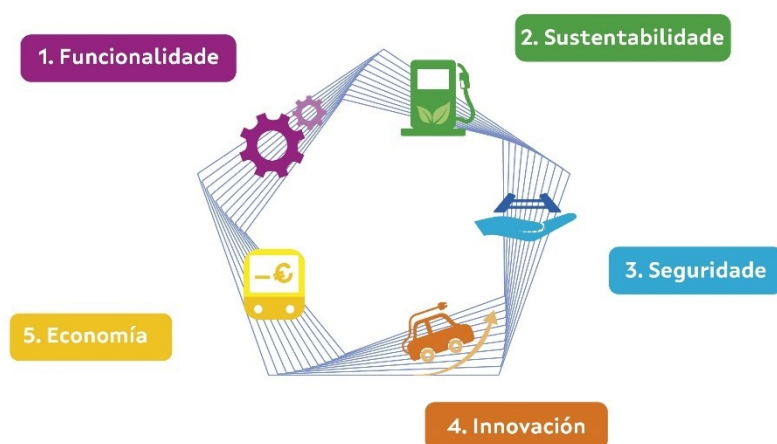 1. Funcionalidade
2. Sustentabilidade
3. Seguridade
4. Innovación
5. Economía
–€